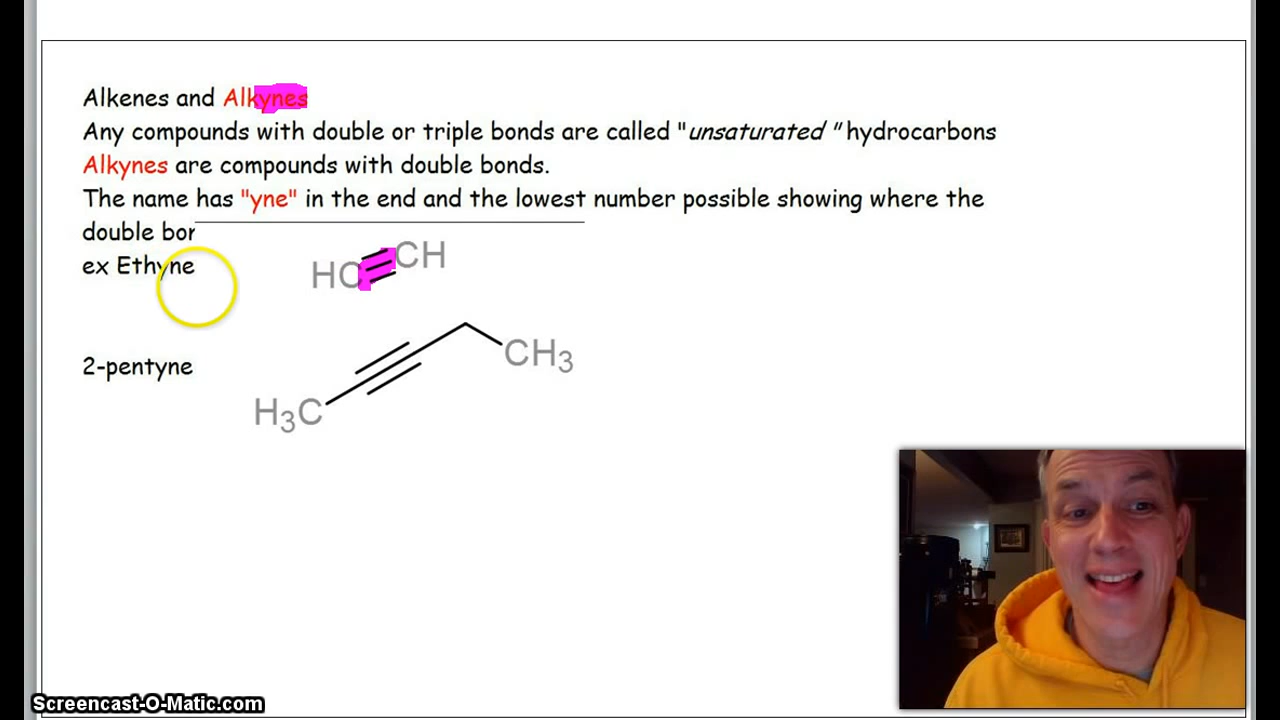 Alkenes and Alkynes
Any compounds with double or triple bonds are called "unsaturated " hydrocarbons
Alkynes are compounds with double bonds.
The name has "yne" in the end and the lowest number possible showing where the
double bor
ex Ethyne
HC CH
2-pentyne
CH3
H3C
Screencast-O-Matic.com